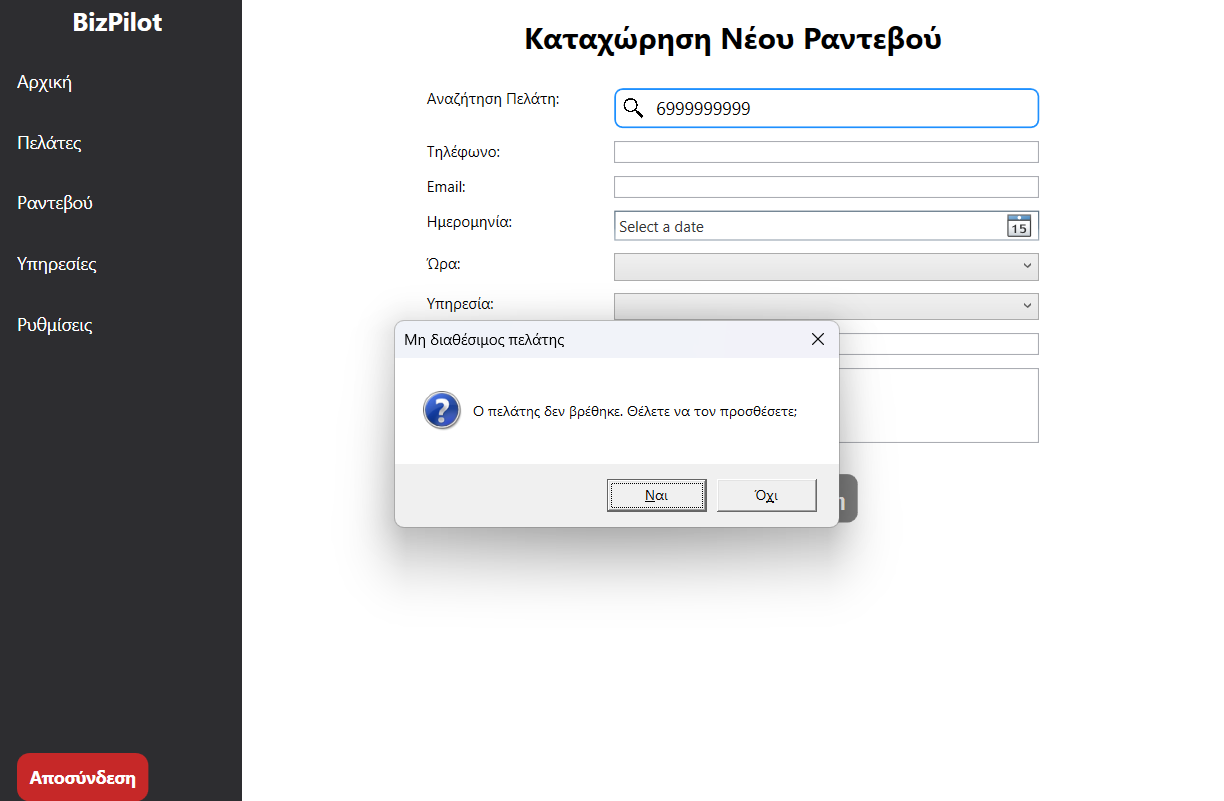 BizPilot
Αρχική
Πελάτες
Ραντεβού
Υπηρεσίες
Ρυθμίσεις
Αποσύνδεση
Καταχώρηση Νέου Ραντεβού
Αναζήτηση Πελάτη:
6999999999
Τηλέφωνο:
Email:
Ημερομηνία:
Select a date
15
Ώρα:
Υπηρεσία:
Μη διαθέσιμος πελάτης
Ο πελάτης δεν βρέθηκε. Θέλετε να τον προσθέσετε;
Ναι
Όχι